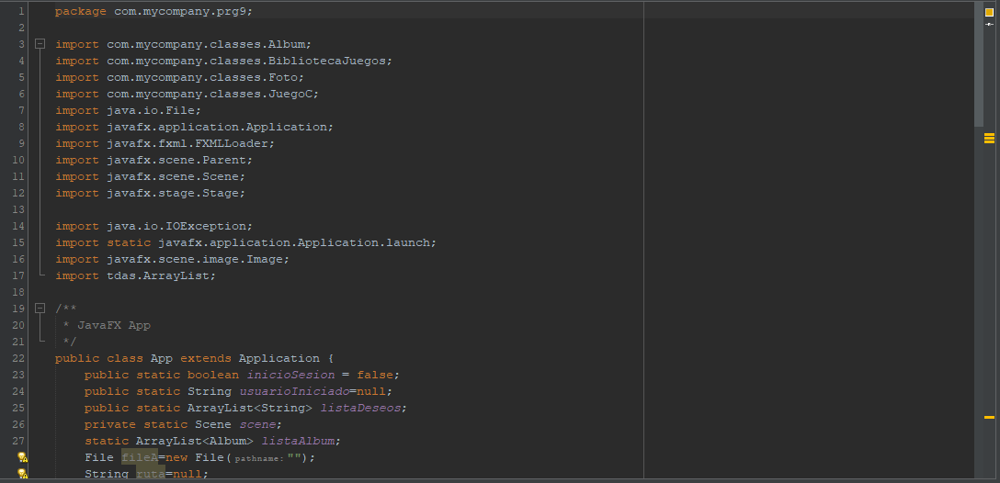 1 package com.mycompany.prg9;
2
3 import com.mycompany.classes.Album;
4 import com.mycompany.classes.BibliotecaJuegos;
5 import com.mycompany.classes.Foto;
6 import com.mycompany.classes.JuegoC;
7 import java.io.File;
8 import javafx.application.Application;
9 import javafx.fxml.FXMLLoader;
10 import javafx.scene.Parent;
11 import javafx.scene.Scene;
12 import javafx.stage.Stage;
13
14 import java.io.IOException;
15 import static javafx.application.Application.launch;
16 import javafx.scene.image.Image;
17 import tdas.ArrayList;
18
19 /**
20 * JavaFX App
21 */
22 public class App extends Application {
23 public static boolean inicioSesion = false;
24 public static String usuarioIniciado=null;
25 public static ArrayList<String> listaDeseos;
26 private static Scene scene;
27 static ArrayList<Album> listaAlbum;
File fileA=new File( pathname: "");
String ruta=null;